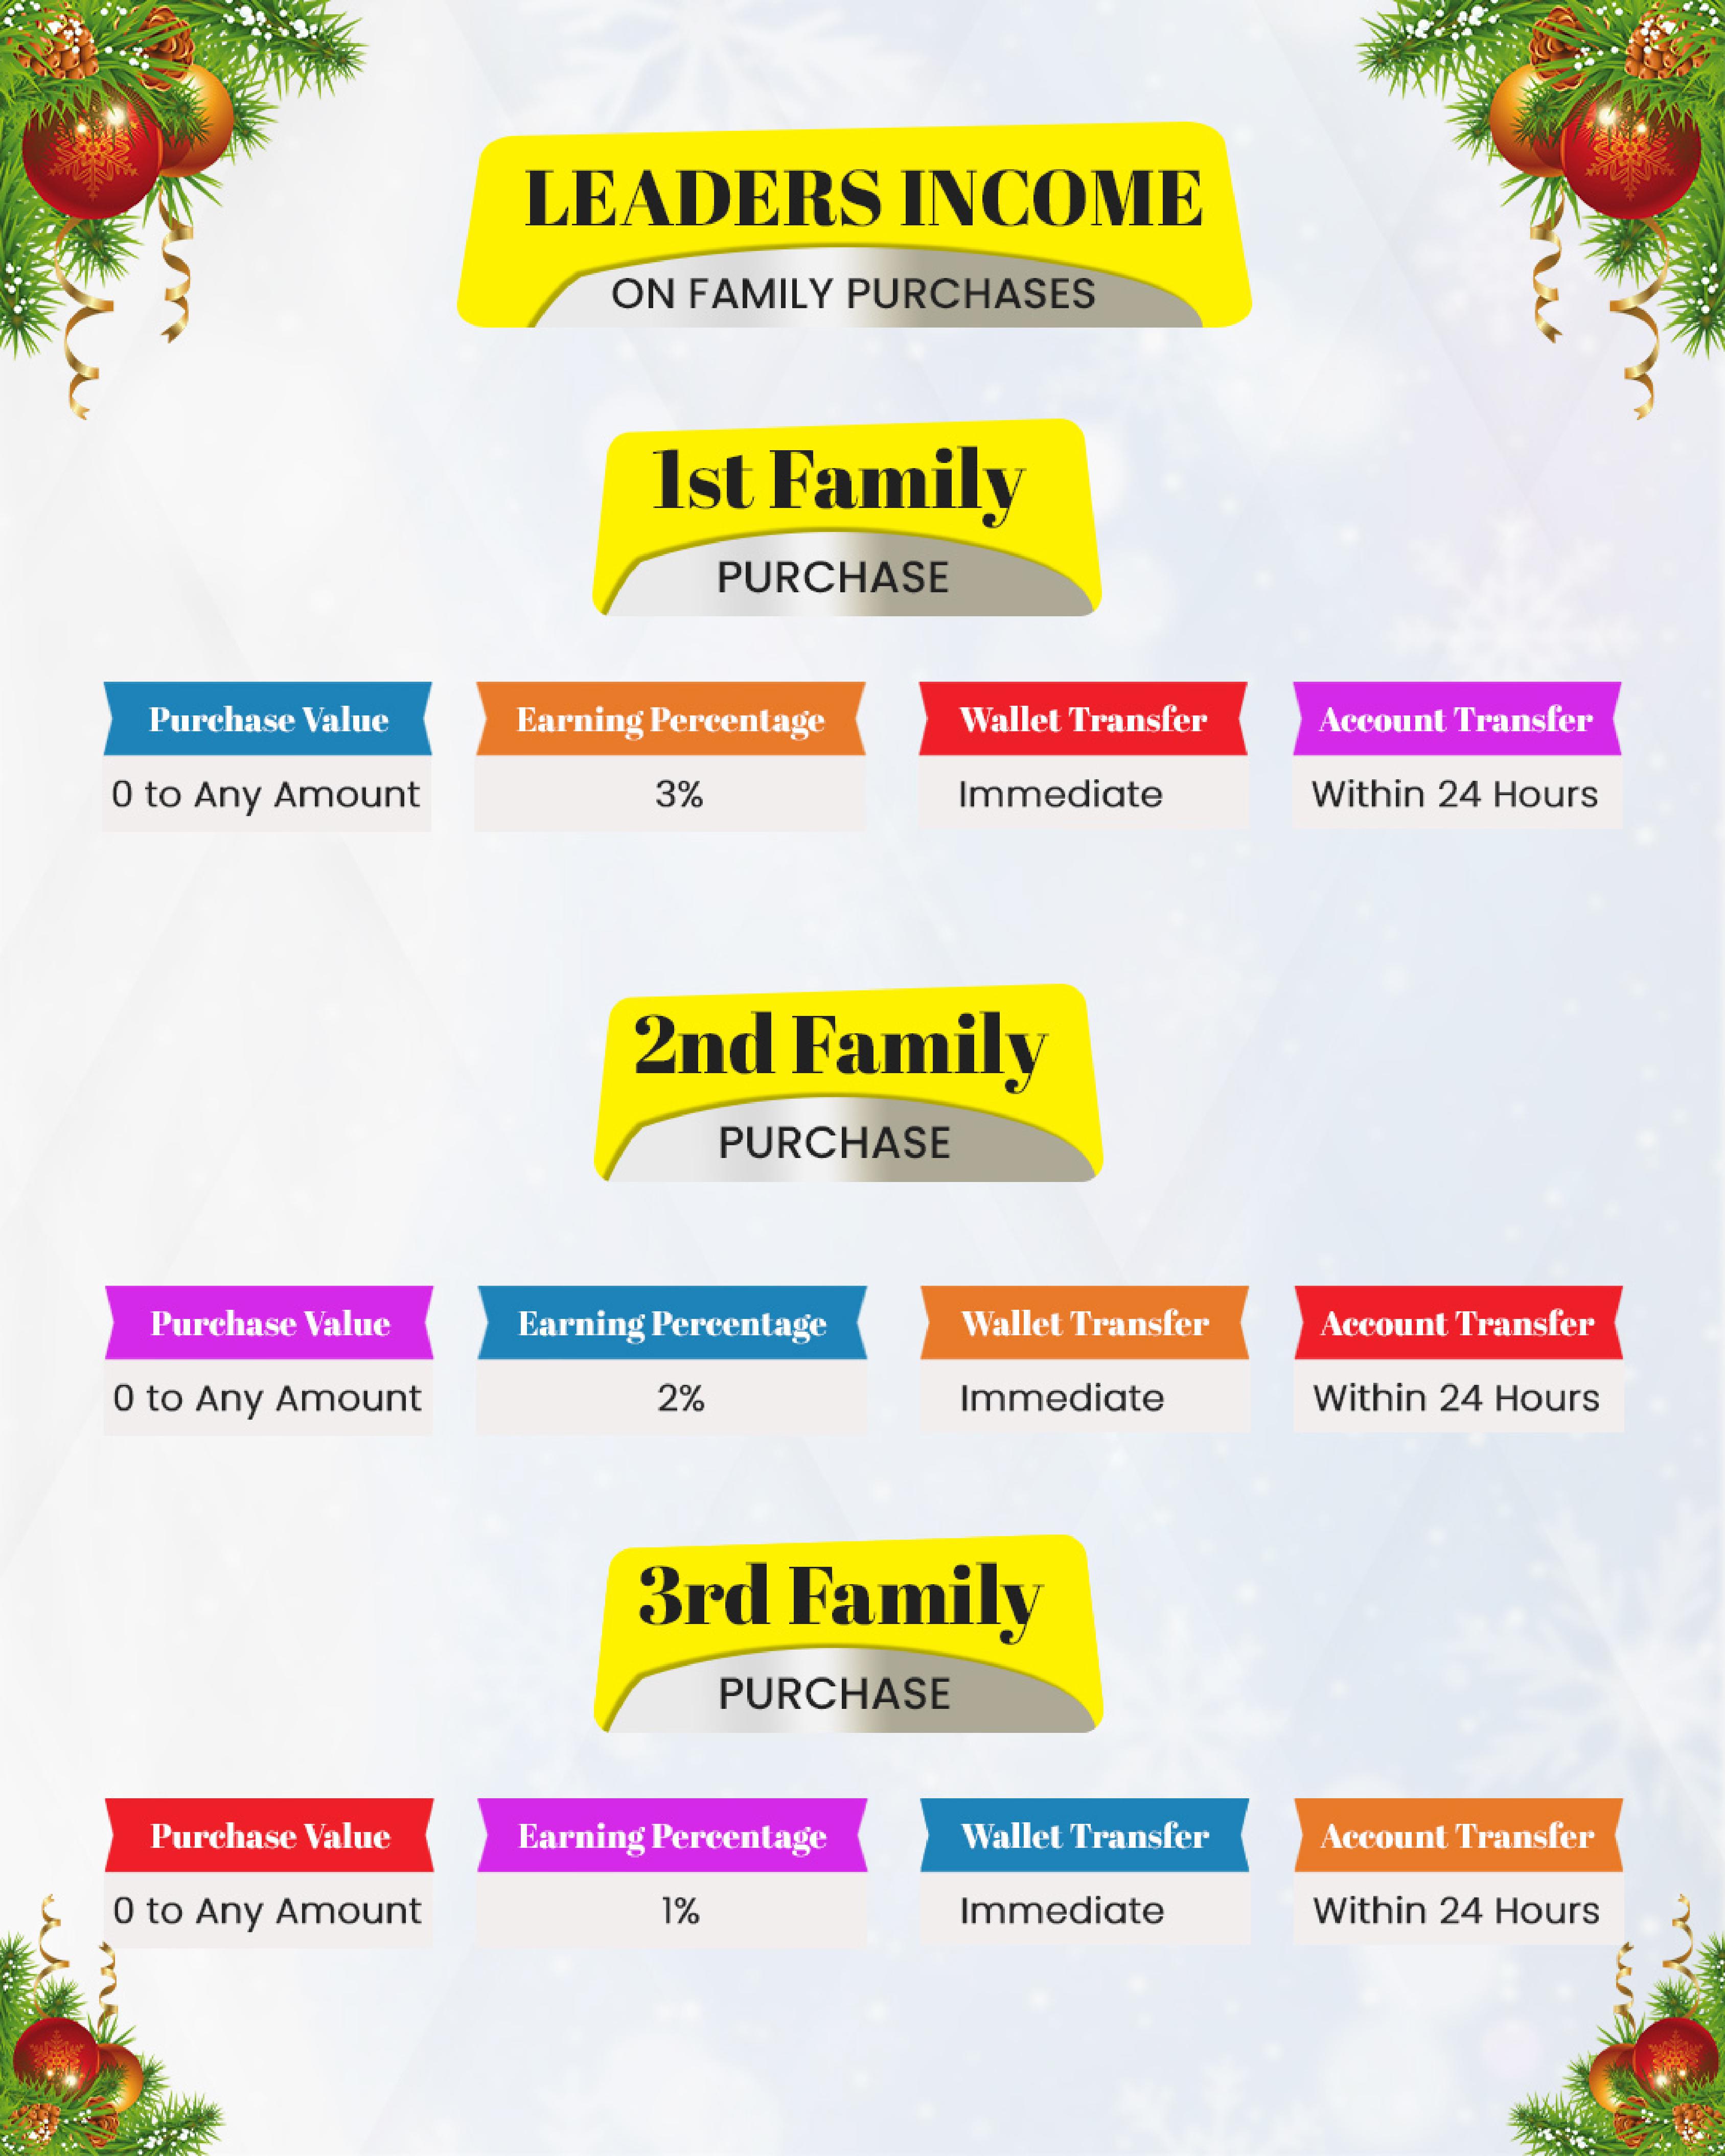 LEADERS INCOME
ON FAMILY PURCHASES
1st Family
PURCHASE
Purchase Value Earning Percentage Wallet Transfer Account Transfer
0 to Any Amount 3% Immediate Within 24 Hours
2nd Family
PURCHASE
Purchase Value Earning Percentage Wallet Transfer Account Transfer
0 to Any Amount 2% Immediate Within 24 Hours
3rd Family
PURCHASE
Purchase Value Earning Percentage Wallet Transfer Account Transfer
0 to Any Amount 1% Immediate Within 24 Hours